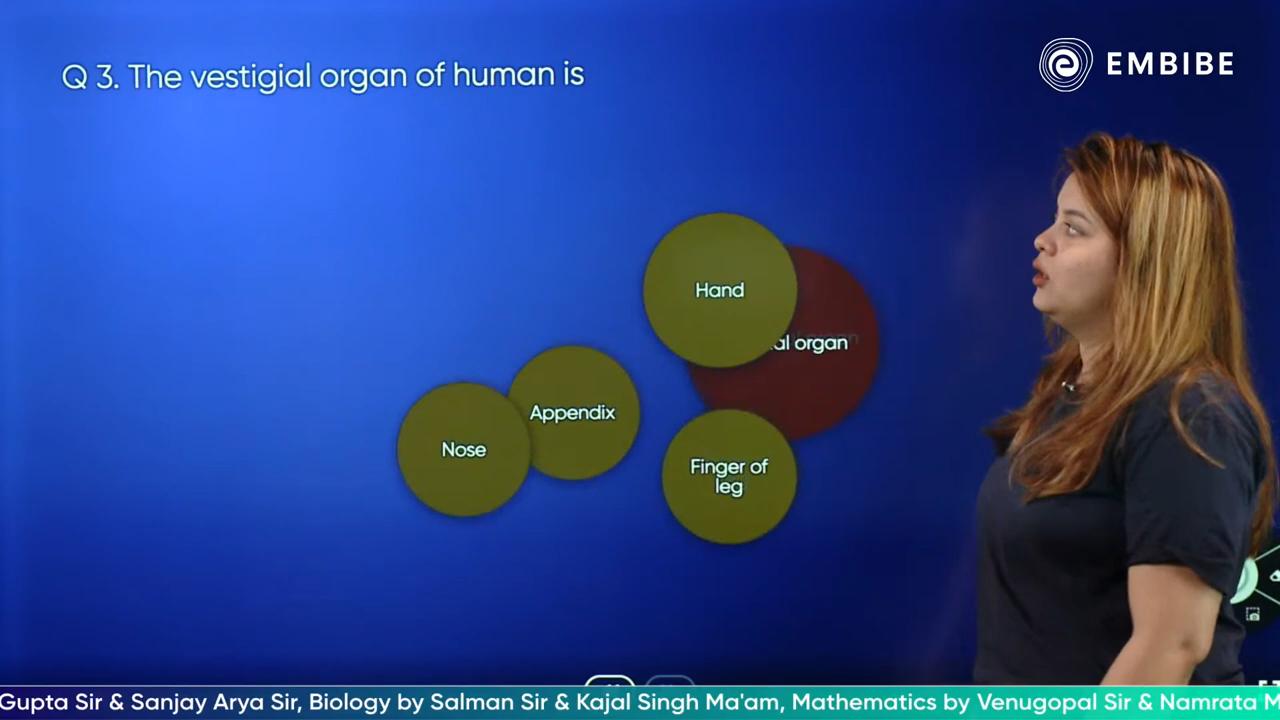 Q 3. The vestigial organ of human is
EMBIBE
Hand
al organ
Appendix
Nose
Finger of
leg
Gupta Sir & Sanjay Arya Sir, Biology by Salman Sir & Kajal Singh Ma'am, Mathematics by Venugopal Sir & Namrata M